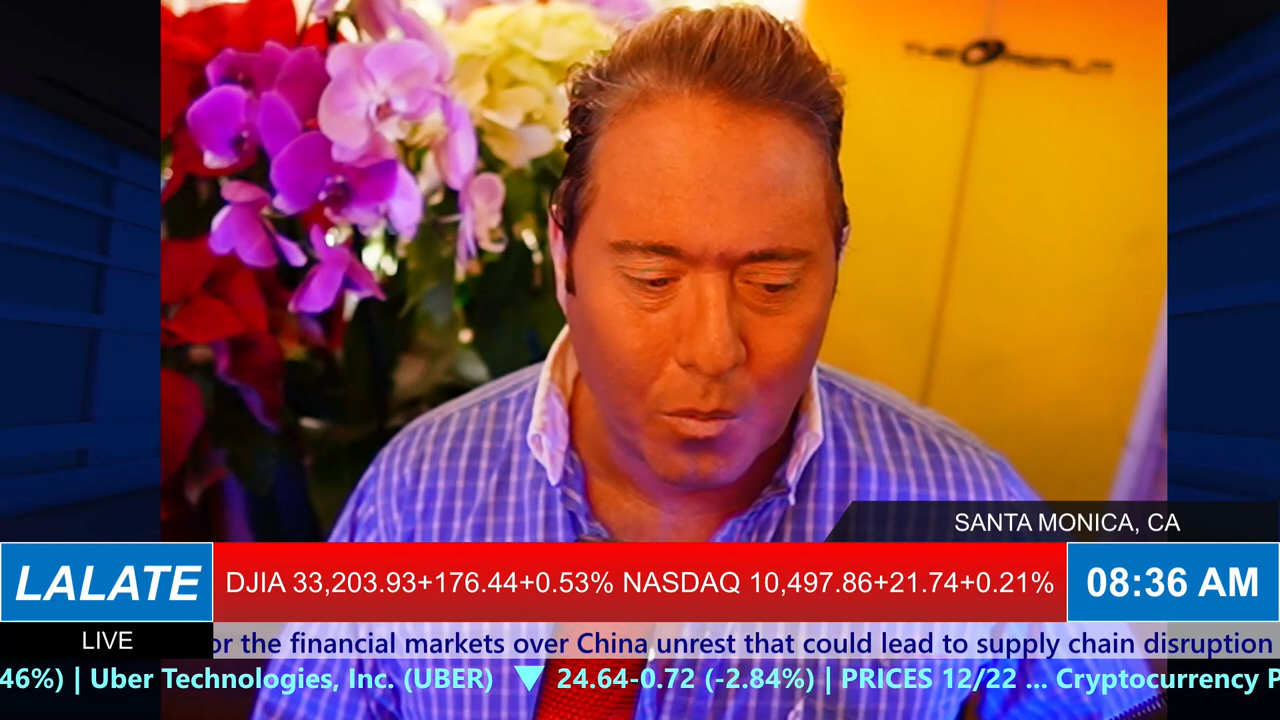 SANTA MONICA, CA
LALATE
DJIA 33,203.93+176.44+0.53% NASDAQ 10,497.86+21.74+0.21%
08:36 AM
LIVE
or the financial markets over China unrest that could lead to supply chain disruption
46%) | Uber Technologies, Inc. (UBER) ▼ 24.64-0.72 (-2.84%) | PRICES 12/22 ... Cryptocurrency P